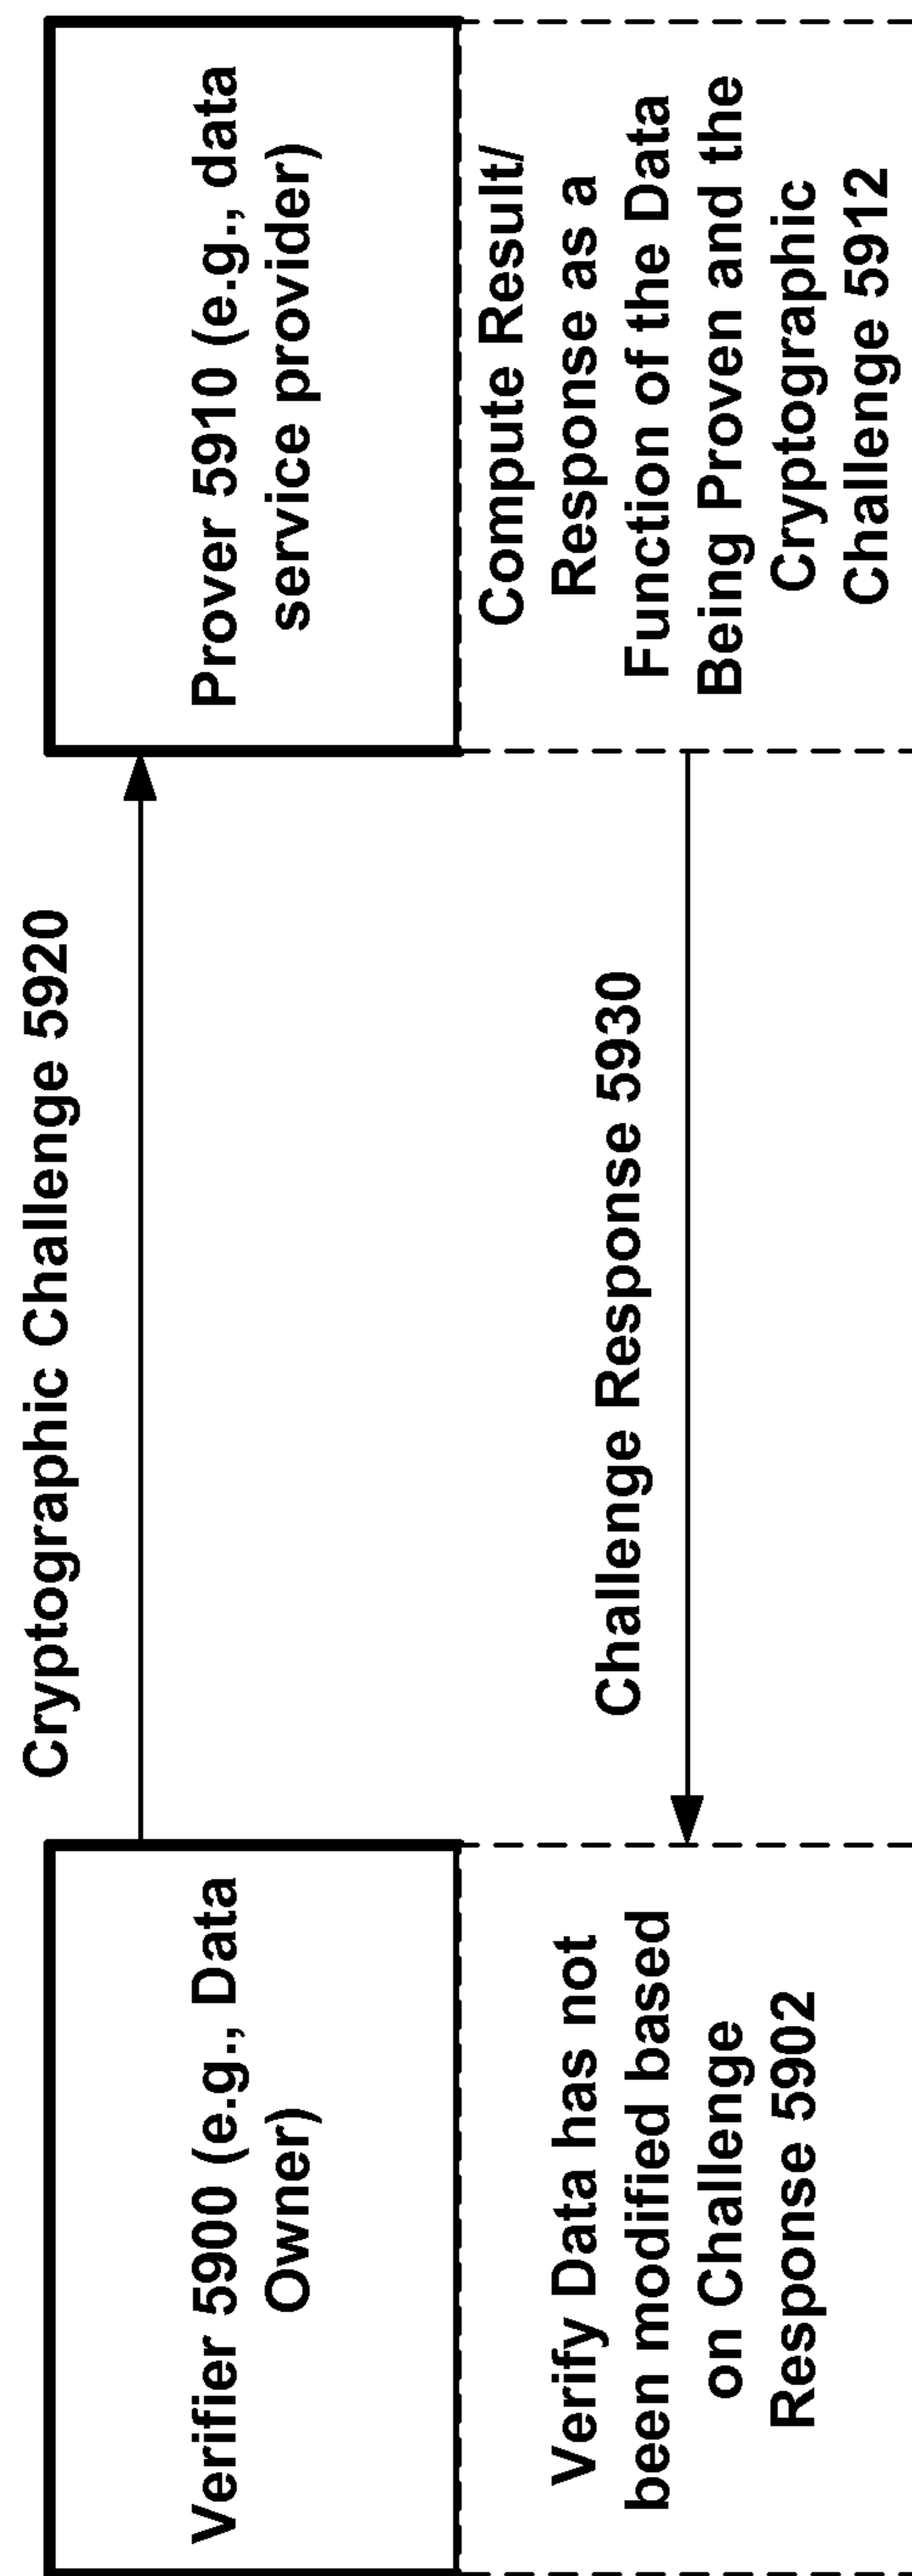 Cryptographic Challenge 5920
Verifier 5900 (e.g., Data
Owner)
Prover 5910 (e.g., data
service provider)
Verify Data has not
been modified based
on Challenge
Response 5902
Challenge Response 5930
Compute Result/
Response as a
Function of the Data
Being Proven and the
Cryptographic
Challenge 5912